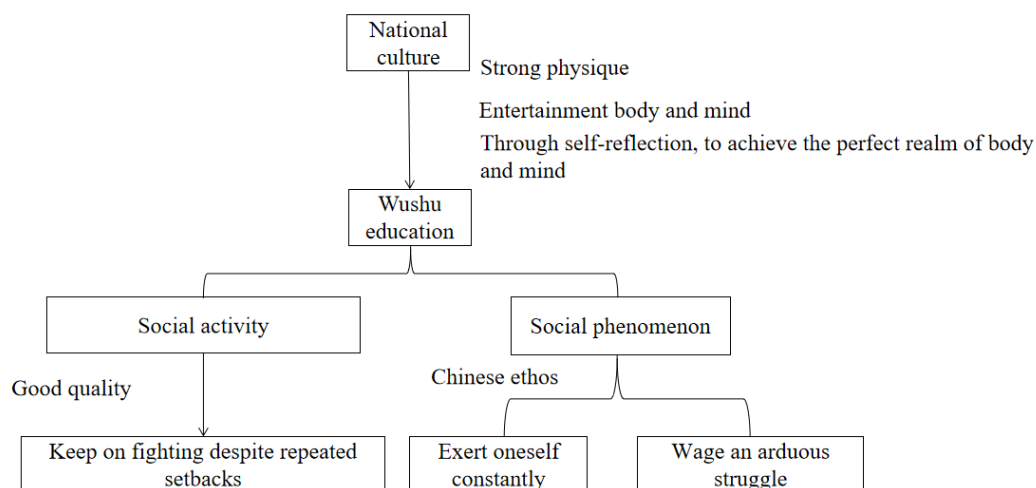 National
culture
Strong physique
Entertainment body and mind
Through self-reflection, to achieve the perfect realm of body
and mind
Wushu
education
Social activity
Social phenomenon
Good quality
Chinese ethos
Keep on fighting despite repeated
setbacks
Exert oneself
constantly
Wage an arduous
struggle